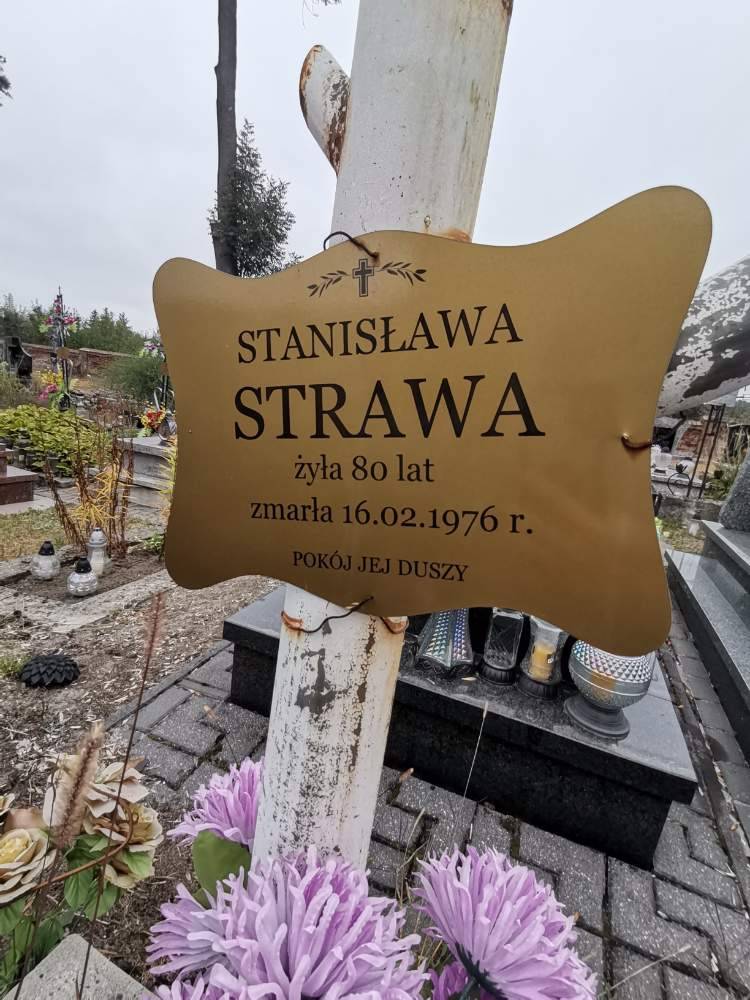 STANISŁAWA
STRAWA
żyła 80 lat
zmarła 16.02.1976 r.
POKÓJ JEJ DUSZY